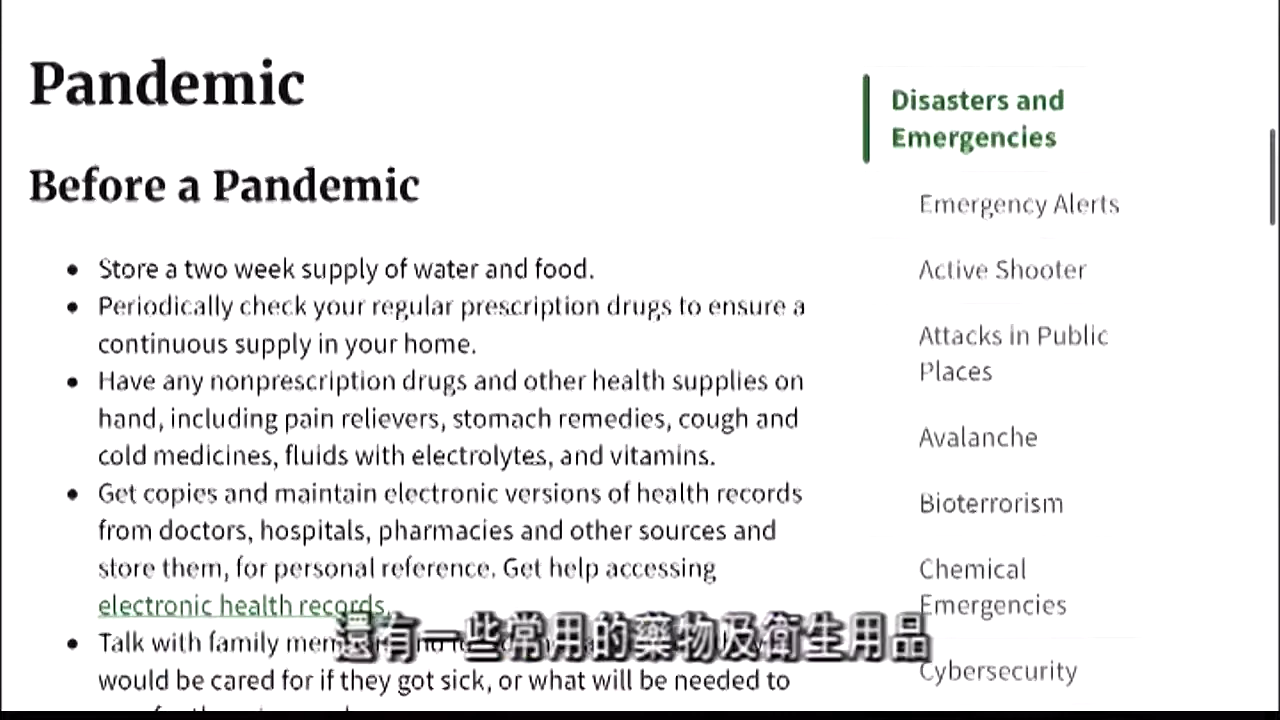 Pandemic
Before a Pandemic
Store a two week supply of water and food.
Periodically check your regular prescription drugs to ensure a
continuous supply in your home.
Have any nonprescription drugs and other health supplies on
hand, including pain relievers, stomach remedies, cough and
cold medicines, fluids with electrolytes, and vitamins.
Get copies and maintain electronic versions of health records
from doctors, hospitals, pharmacies and other sources and
store them, for personal reference. Get help accessing
electronic health records.
Talk with family
would be cared for if they got sick, or what will be needed to
還有一些常用的藥物及衛生用品
Disasters and
Emergencies
Emergency Alerts
Active Shooter
Attacks in Public
Places
Avalanche
Bioterrorism
Chemical
Emergencies
Cybersecurity